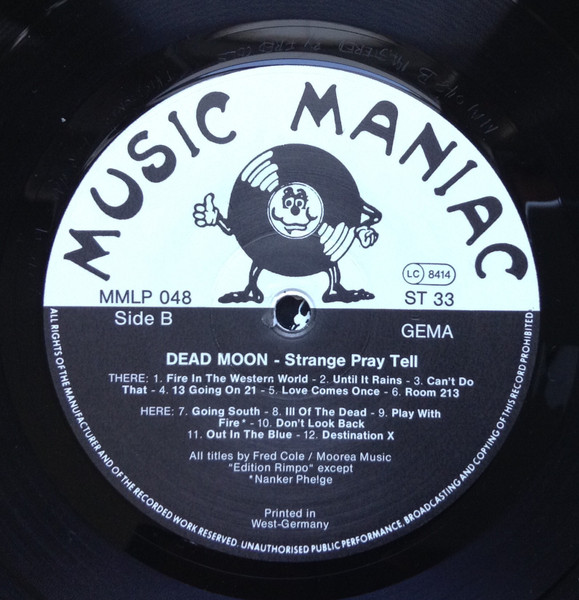 MUSIC MANIAC
LC 8414
MMLP 048
ST 33
Side B
GEMA
DEAD MOON - Strange Pray Tell
THERE: 1. Fire In The Western World - 2. Until It Rains - 3. Can't Do
That - 4. 13 Going On 21 - 5. Love Comes Once - 6. Room 213
HERE: 7. Going South - 8. Ill Of The Dead - 9. Play With
Fire* - 10. Don't Look Back
11. Out In The Blue - 12. Destination X
All titles by Fred Cole / Moorea Music
"Edition Rimpo" except
*Nanker Phelge
Printed in
West-Germany
ALL RIGHTS OF THE MANUFACTURER AND OF THE RECORDED WORK RESERVED. UNAUTHORISED PUBLIC PERFORMANCE, BROADCASTING AND COPYING OF THIS RECORD PROHIBITED.